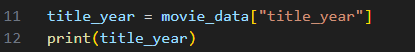 11 title_year = movie_data["title_year"]
12 print(title_year)